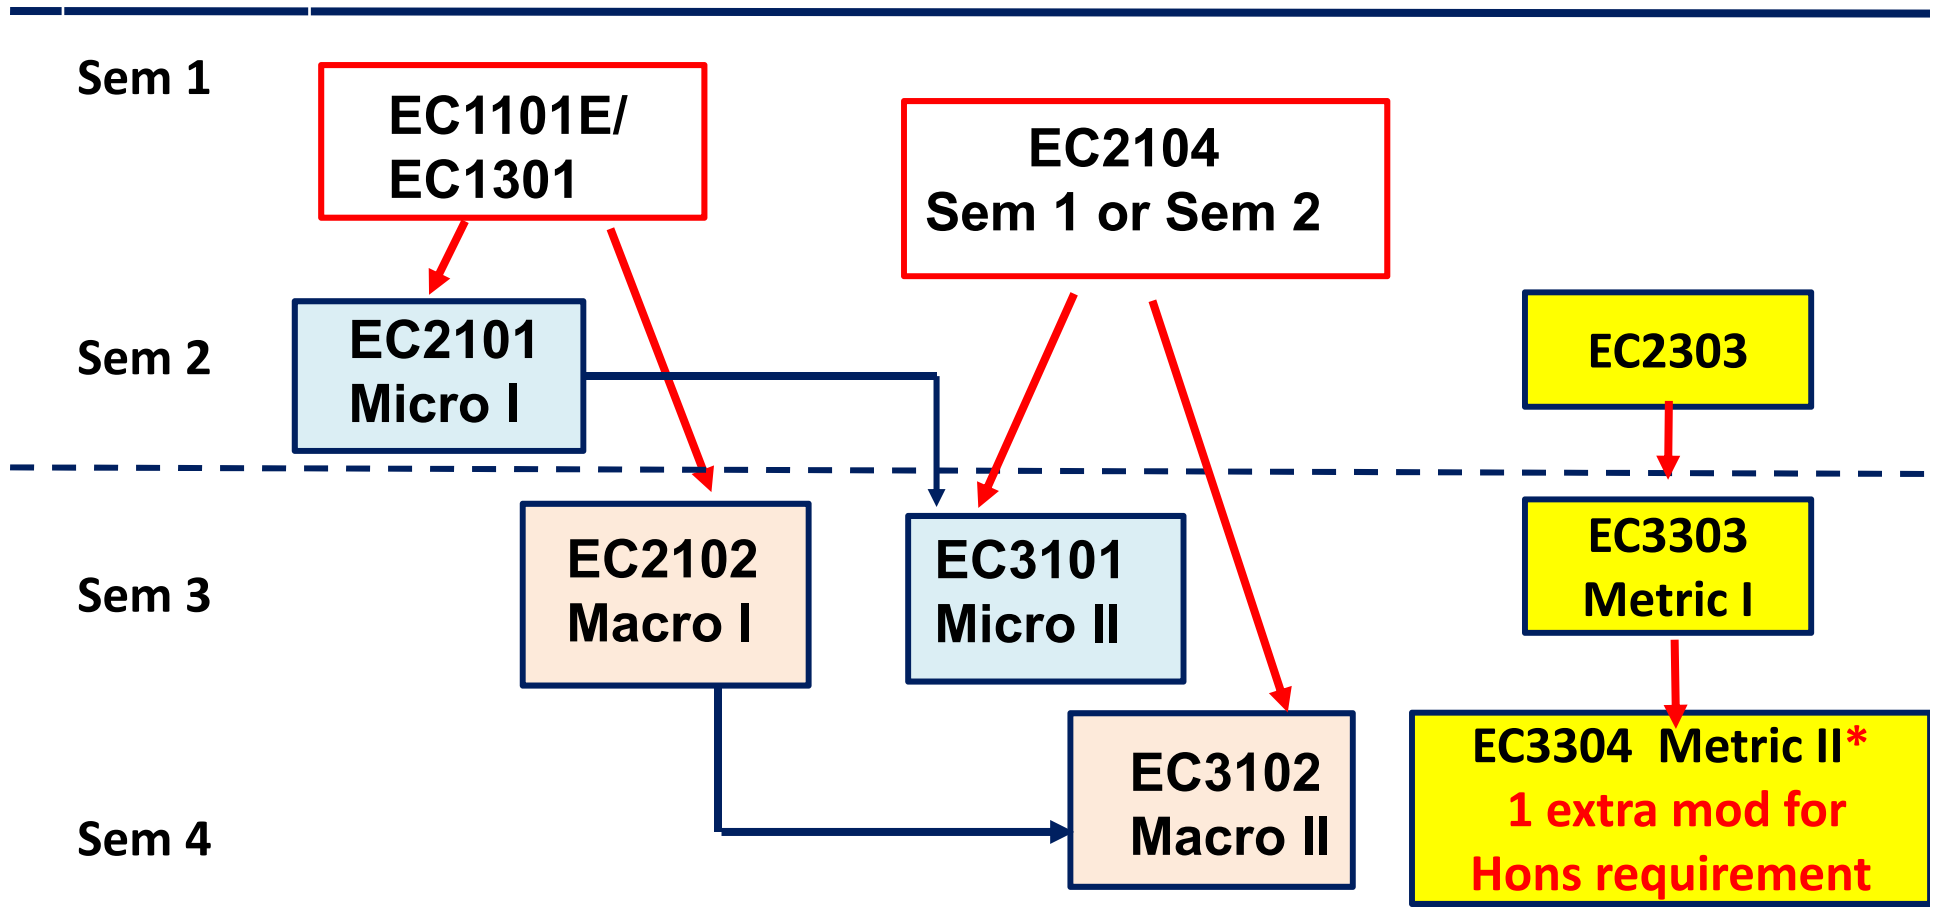 Sem 1
EC1101E/
EC1301
EC2104
Sem 1 or Sem 2
Sem 2
EC2101
Micro I
EC2303
Sem 3
EC2102
Macro I
EC3101
Micro II
EC3303
Metric I
Sem 4
EC3102
Macro II
EC3304 Metric II*
1 extra mod for
Hons requirement